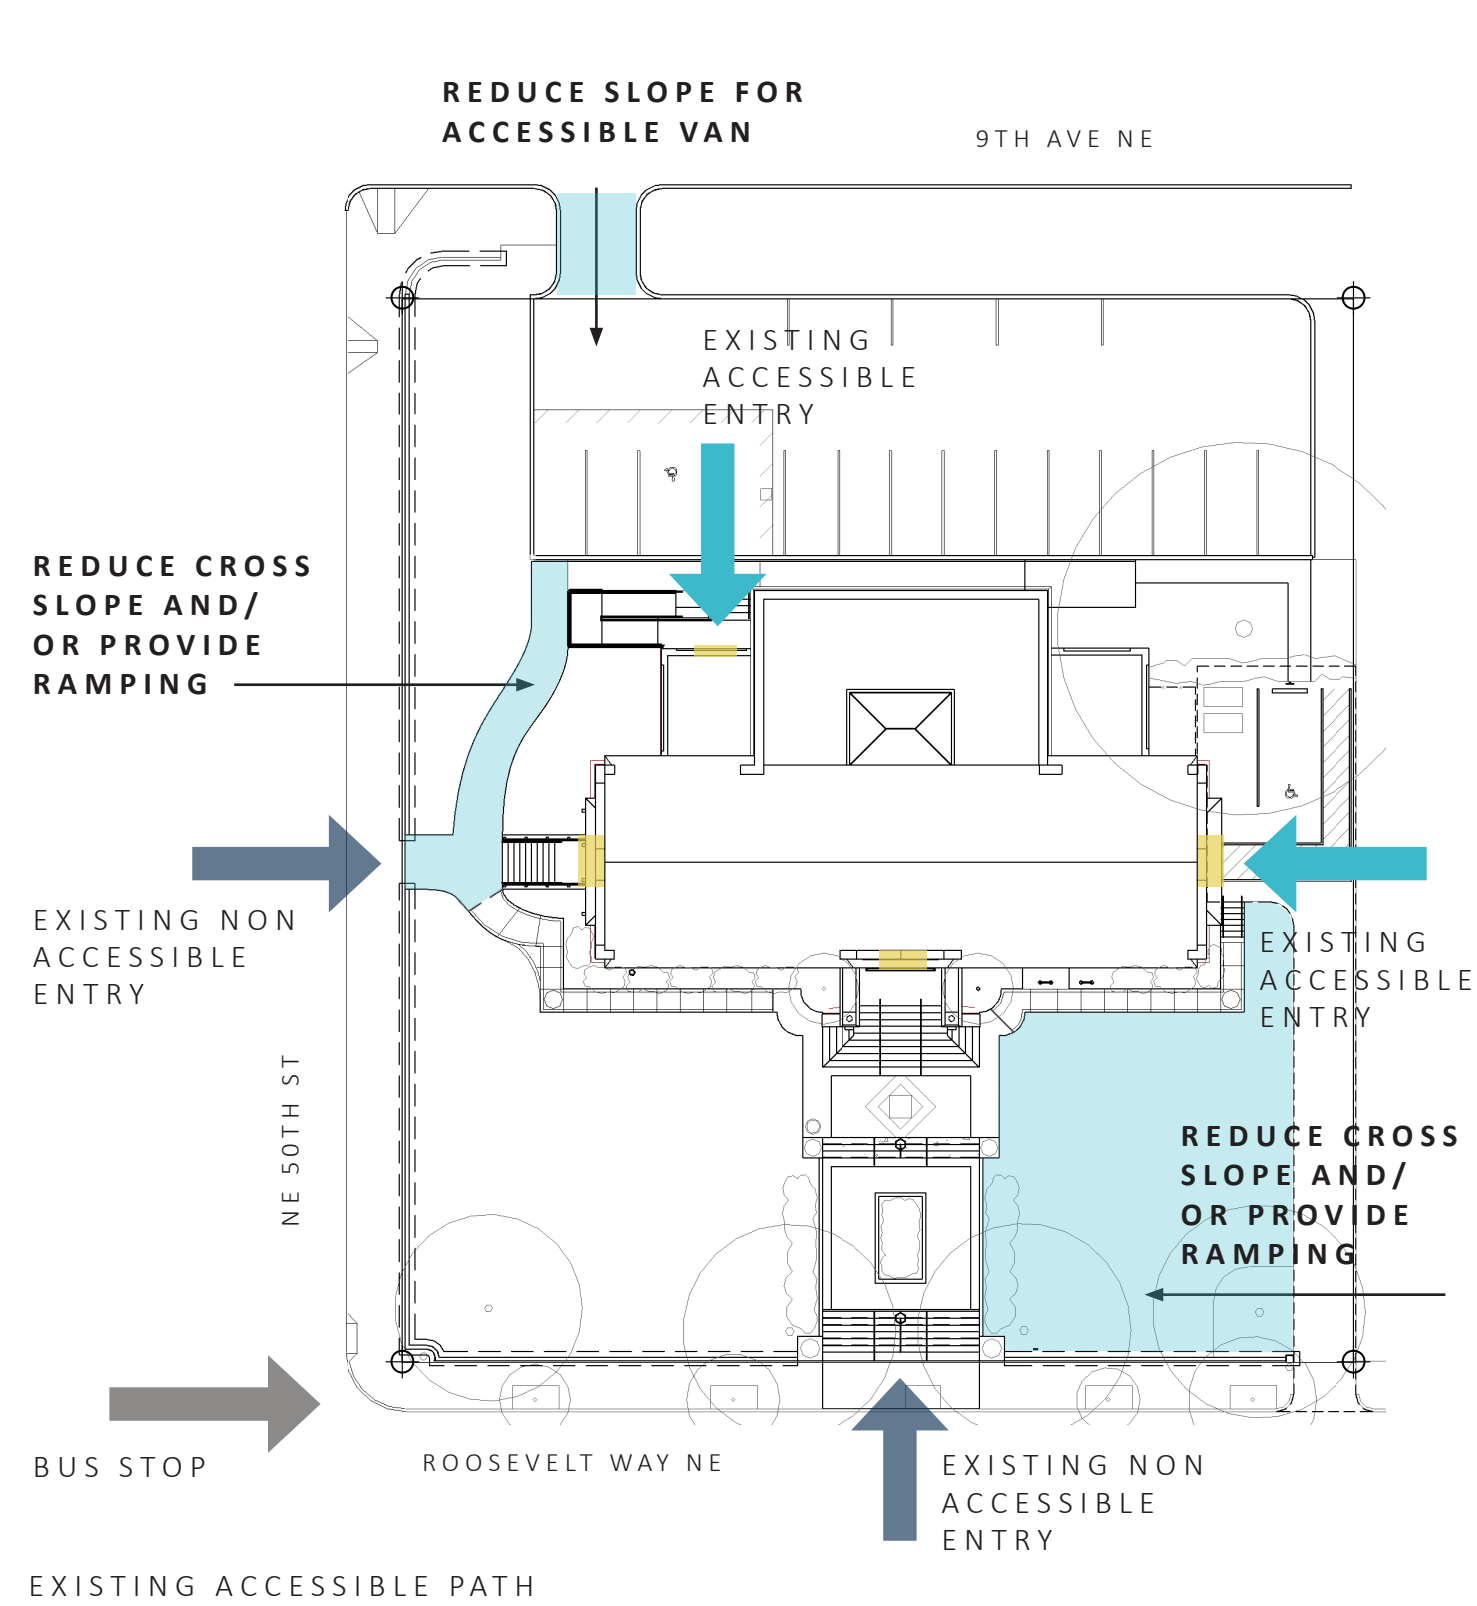 REDUCE SLOPE FOR
ACCESSIBLE VAN
9TH AVE NE
EXISTING
ACCESSIBLE
ENTRY
REDUCE CROSS
SLOPE AND/
OR PROVIDE
RAMPING
EXISTING NON
ACCESSIBLE
ENTRY
EXISTING
ACCESSIBLE
ENTRY
NE 50TH ST
REDUCE CROSS
SLOPE AND/
OR PROVIDE
RAMPING
BUS STOP
ROOSEVELT WAY NE
EXISTING NON
ACCESSIBLE
ENTRY
EXISTING ACCESSIBLE PATH